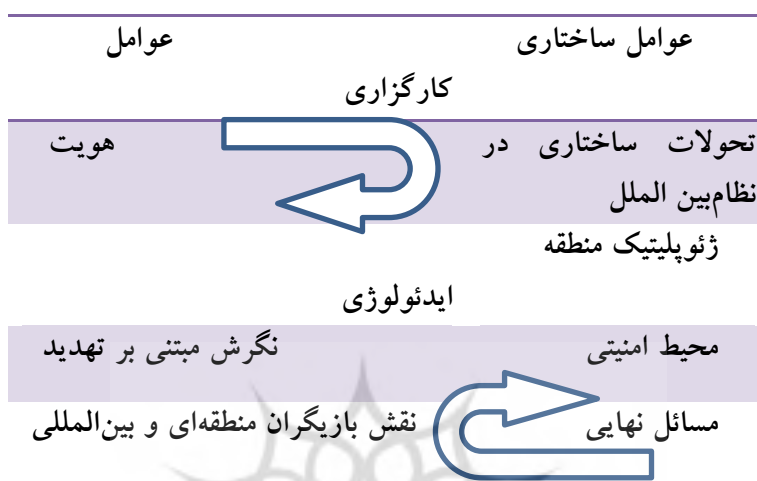 عوامل ساختاری عوامل
کارگزاری
تحولات ساختاری در هویت
نظام‌بین الملل
ژئوپلیتیک منطقه
ایدئولوژی
محیط امنیتی نگرش مبتنی بر تهدید
مسائل نهایی نقش بازیگران منطقه‌ای و بین‌المللی